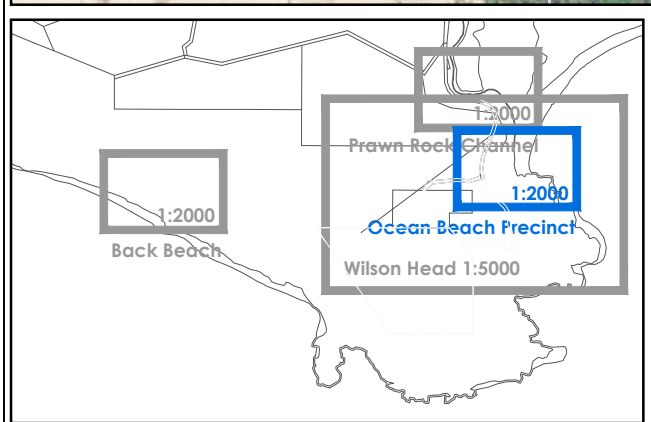 1:2000
Prawn Rock Channel
1:2000
1:2000
Ocean Beach Precinct
Back Beach
Wilson Head 1:5000